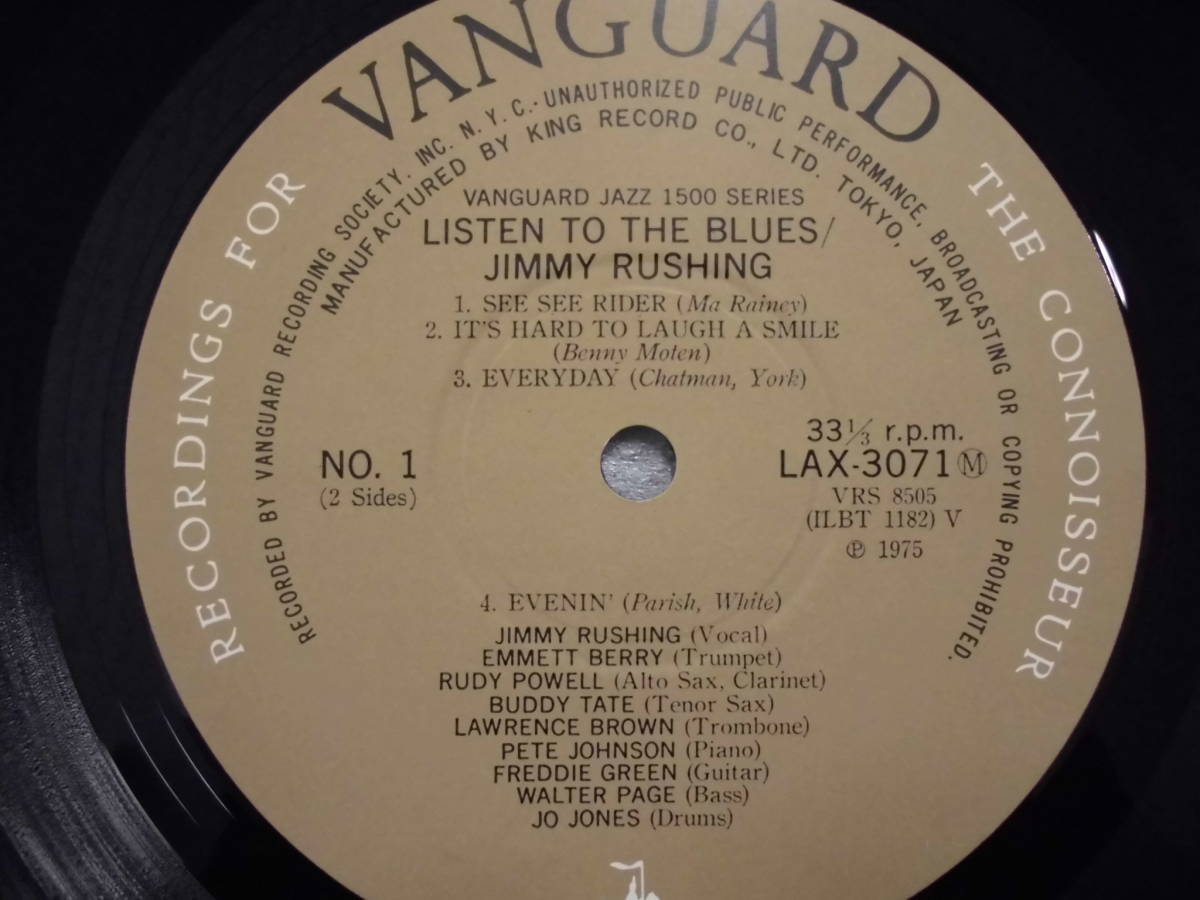 VANGUARD
RECORDINGS FOR THE CONNOISSEUR
RECORDED BY VANGUARD RECORDING SOCIETY, INC. N.Y.C.·UNAUTHORIZED PUBLIC PERFORMANCE, BROADCASTING OR COPYING PROHIBITED.
MANUFACTURED BY KING RECORD CO., LTD. TOKYO, JAPAN
VANGUARD JAZZ 1500 SERIES
LISTEN TO THE BLUES/
JIMMY RUSHING
1. SEE SEE RIDER (Ma Rainey)
2. IT'S HARD TO LAUGH A SMILE
(Benny Moten)
3. EVERYDAY (Chatman, York)
NO. 1
(2 Sides)
33⅓ r.p.m.
LAX-3071 Ⓜ
VRS 8505
(ILBT 1182) V
℗ 1975
4. EVENIN' (Parish, White)
JIMMY RUSHING (Vocal)
EMMETT BERRY (Trumpet)
RUDY POWELL (Alto Sax, Clarinet)
BUDDY TATE (Tenor Sax)
LAWRENCE BROWN (Trombone)
PETE JOHNSON (Piano)
FREDDIE GREEN (Guitar)
WALTER PAGE (Bass)
JO JONES (Drums)